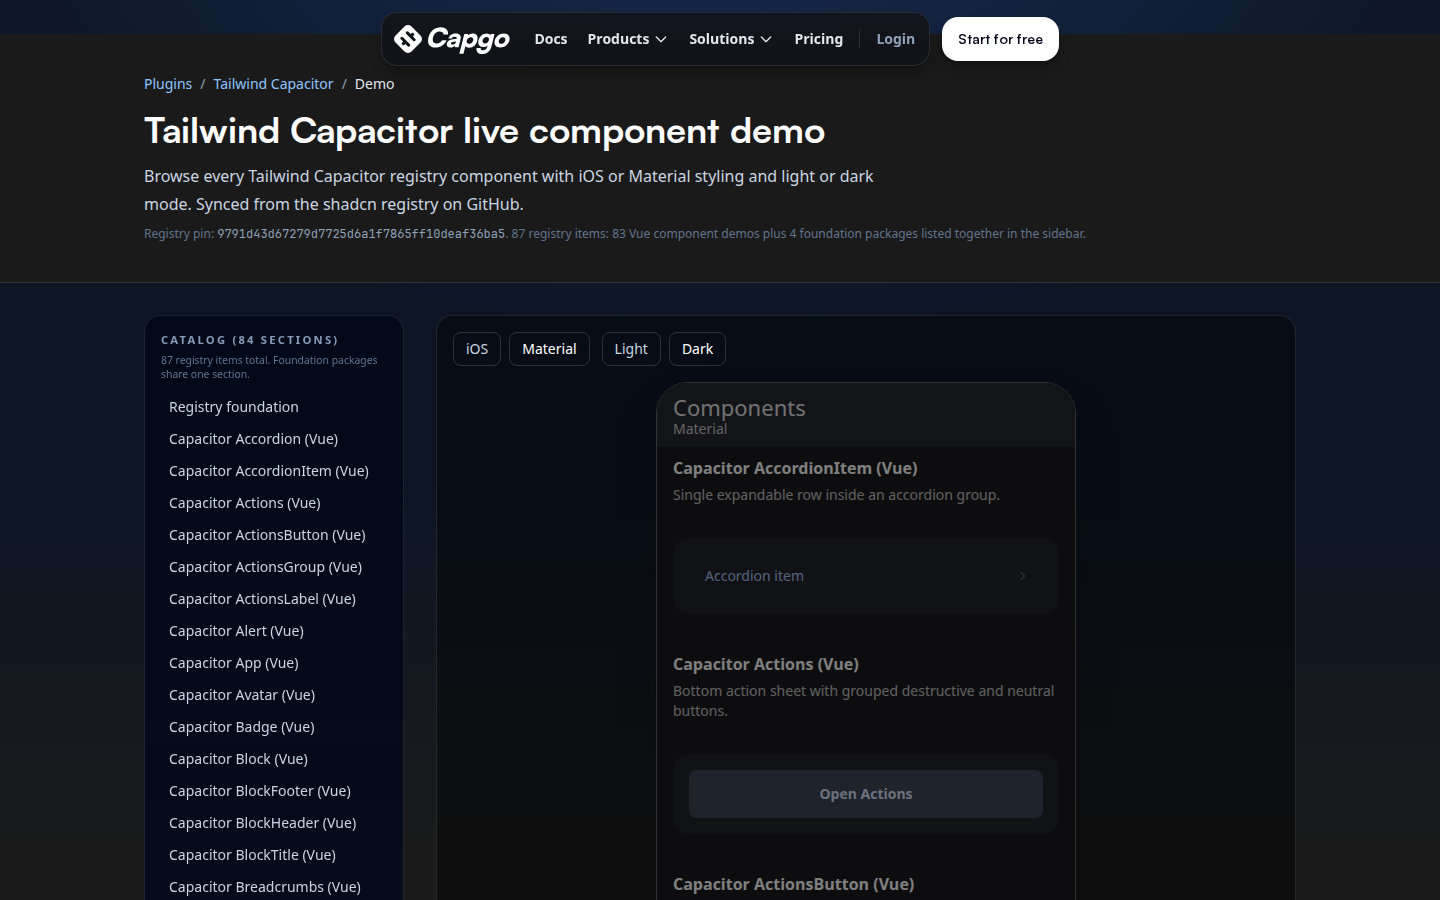 Capgo
Docs
Products
Solutions
Pricing
Login
Start for free
Plugins / Tailwind Capacitor / Demo
Tailwind Capacitor live component demo
Browse every Tailwind Capacitor registry component with iOS or Material styling and light or dark
mode. Synced from the shadcn registry on GitHub.
Registry pin: 9791d43d67279d7725d6a1f7865ff10deaf36ba5. 87 registry items: 83 Vue component demos plus 4 foundation packages listed together in the sidebar.
CATALOG (84 SECTIONS)
87 registry items total. Foundation packages
share one section.
Registry foundation
Capacitor Accordion (Vue)
Capacitor AccordionItem (Vue)
Capacitor Actions (Vue)
Capacitor ActionsButton (Vue)
Capacitor ActionsGroup (Vue)
Capacitor ActionsLabel (Vue)
Capacitor Alert (Vue)
Capacitor App (Vue)
Capacitor Avatar (Vue)
Capacitor Badge (Vue)
Capacitor Block (Vue)
Capacitor BlockFooter (Vue)
Capacitor BlockHeader (Vue)
Capacitor BlockTitle (Vue)
Capacitor Breadcrumbs (Vue)
iOS
Material
Light
Dark
Components
Material
Capacitor AccordionItem (Vue)
Single expandable row inside an accordion group.
Accordion item
Capacitor Actions (Vue)
Bottom action sheet with grouped destructive and neutral
buttons.
Open Actions
Capacitor ActionsButton (Vue)